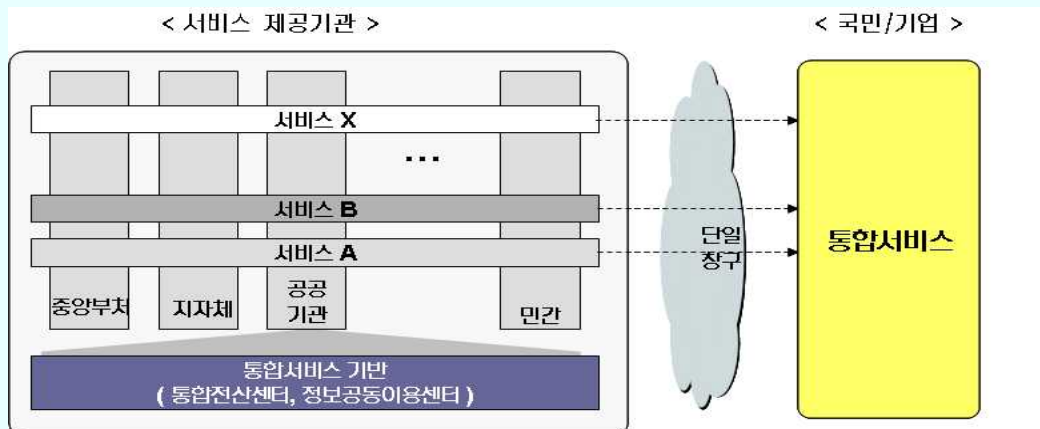 < 서비스 제공기관 >
< 국민/기업 >
서비스 X
...
서비스 B
서비스 A
단일
창구
통합서비스
중앙부처
지자체
공공
기관
민간
통합서비스 기반
( 통합전산센터, 정보공동이용센터 )